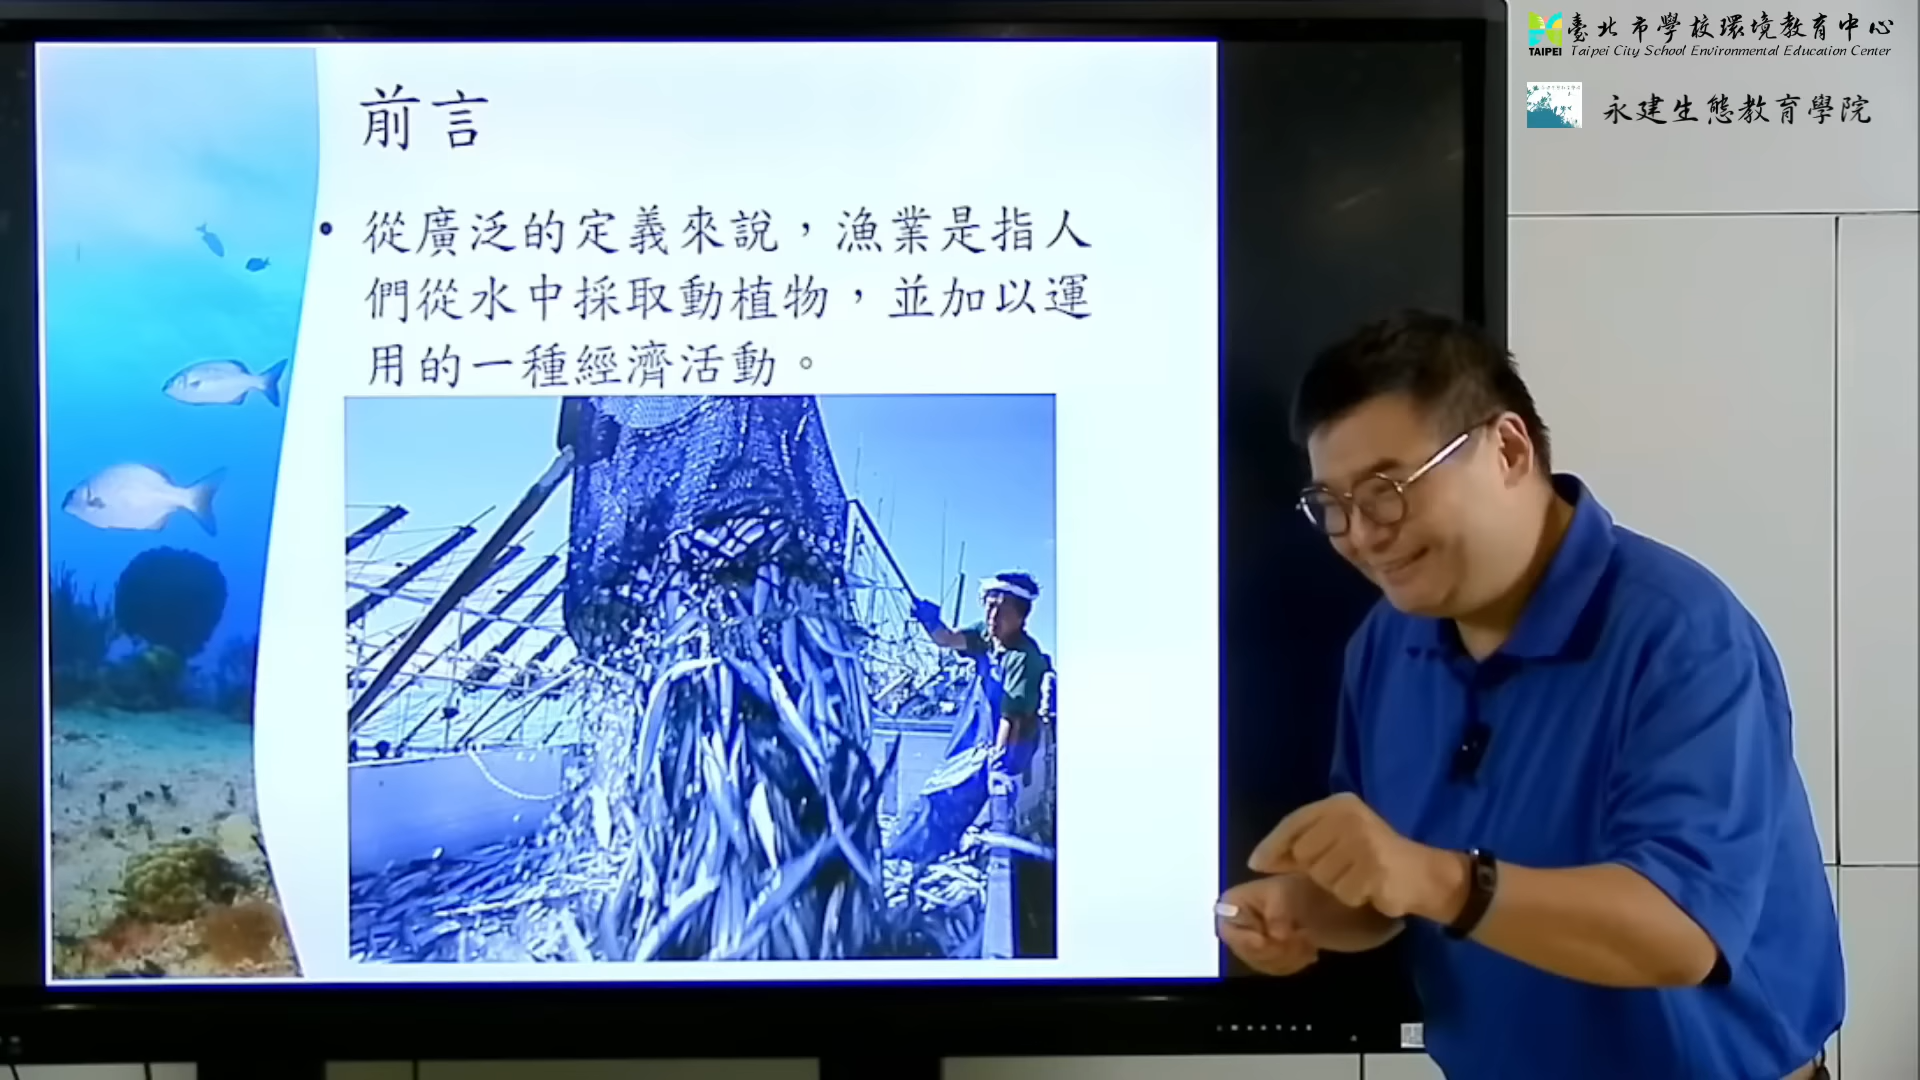 前言
• 從廣泛的定義來說，漁業是指人
們從水中採取動植物，並加以運
用的一種經濟活動。
TAIPEI
臺北市學校環境教育中心
Taipei City School Environmental Education Center
永建生態教育學院